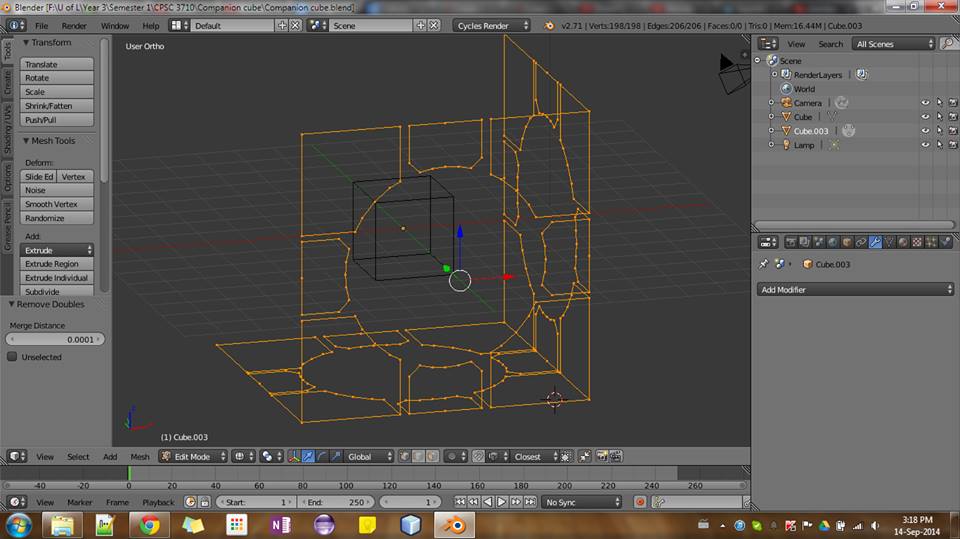 Blender [F:\U of L\Year 3\Semester 1\CPSC 3710\Companion cube\Companion cube.blend]
File Render Window Help Default Scene Cycles Render v2.71 | Verts:198/198 | Edges:206/206 | Faces:0/0 | Tris:0 | Mem:16.44M | Cube.003
Tools
Create
Shading / UVs
Options
Grease Pencil
Transform
Translate
Rotate
Scale
Shrink/Fatten
Push/Pull
Mesh Tools
Deform:
Slide Ed Vertex
Noise
Smooth Vertex
Randomize
Add:
Extrude
Extrude Region
Extrude Individual
Subdivide
Remove Doubles
Merge Distance
0.0001
Unselected
User Ortho
(1) Cube.003
View Search All Scenes
Scene
RenderLayers
World
Camera
Cube
Cube.003
Lamp
Cube.003
Add Modifier
View Select Add Mesh Edit Mode Global Closest
-40 -20 0 20 40 60 80 100 120 140 160 180 200 220 240 260
View Marker Frame Playback Start: 1 End: 250 1 No Sync
3:18 PM
14-Sep-2014